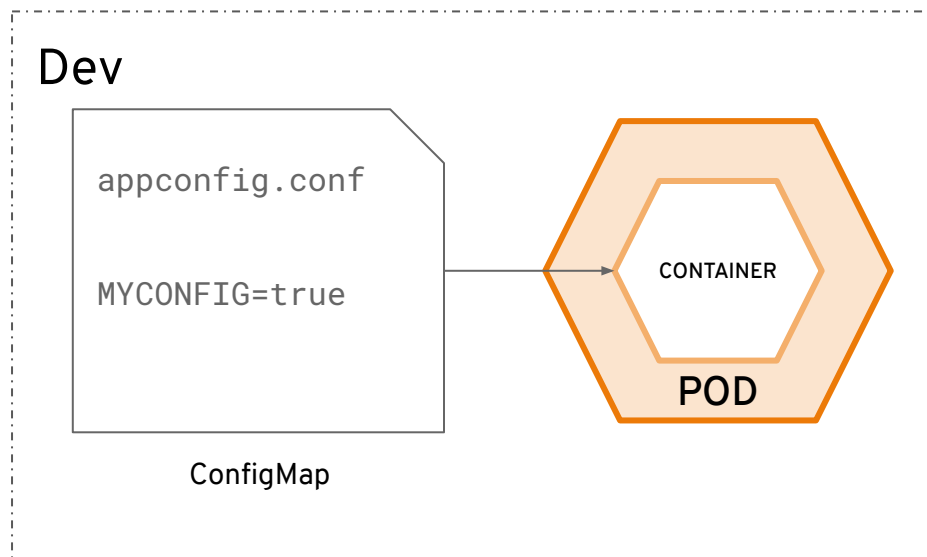 Dev
appconfig.conf
MYCONFIG=true
ConfigMap
CONTAINER
POD